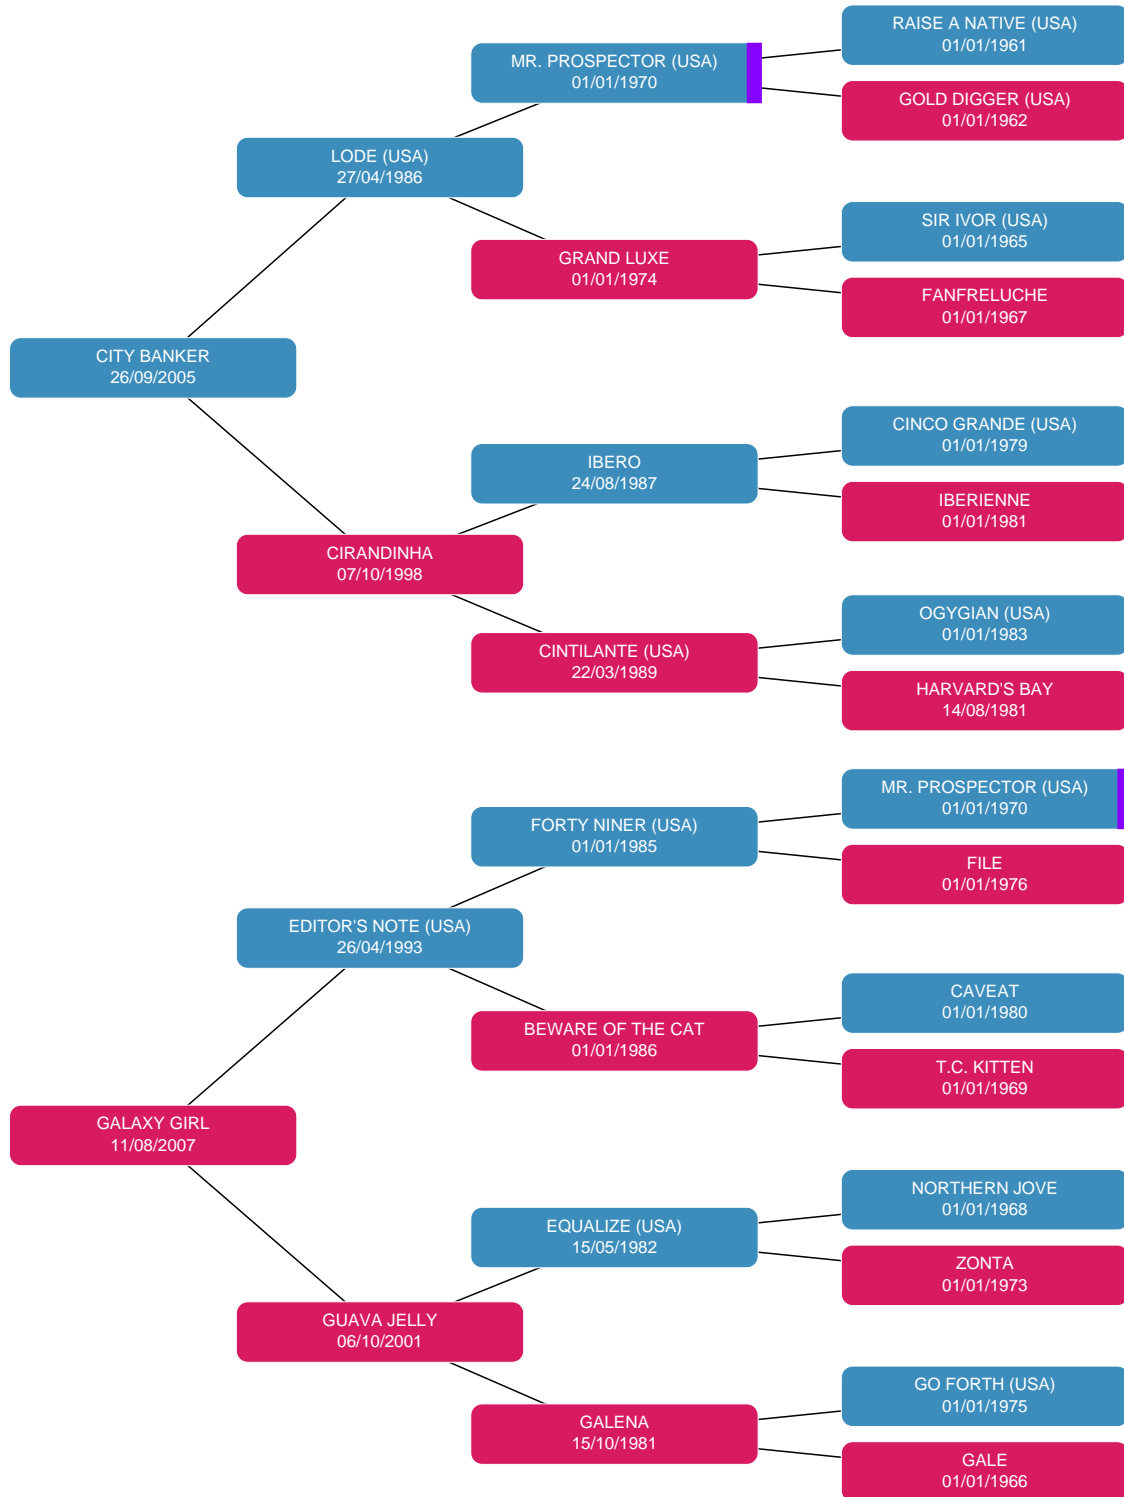 RAISE A NATIVE (USA)
01/01/1961
MR. PROSPECTOR (USA)
01/01/1970
GOLD DIGGER (USA)
01/01/1962
LODE (USA)
27/04/1986
SIR IVOR (USA)
01/01/1965
GRAND LUXE
01/01/1974
FANFRELUCHE
01/01/1967
CITY BANKER
26/09/2005
CINCO GRANDE (USA)
01/01/1979
IBERO
24/08/1987
IBERIENNE
01/01/1981
CIRANDINHA
07/10/1998
OGYGIAN (USA)
01/01/1983
CINTILANTE (USA)
22/03/1989
HARVARD'S BAY
14/08/1981
MR. PROSPECTOR (USA)
01/01/1970
FORTY NINER (USA)
01/01/1985
FILE
01/01/1976
EDITOR'S NOTE (USA)
26/04/1993
CAVEAT
01/01/1980
BEWARE OF THE CAT
01/01/1986
T.C. KITTEN
01/01/1969
GALAXY GIRL
11/08/2007
NORTHERN JOVE
01/01/1968
EQUALIZE (USA)
15/05/1982
ZONTA
01/01/1973
GUAVA JELLY
06/10/2001
GO FORTH (USA)
01/01/1975
GALENA
15/10/1981
GALE
01/01/1966